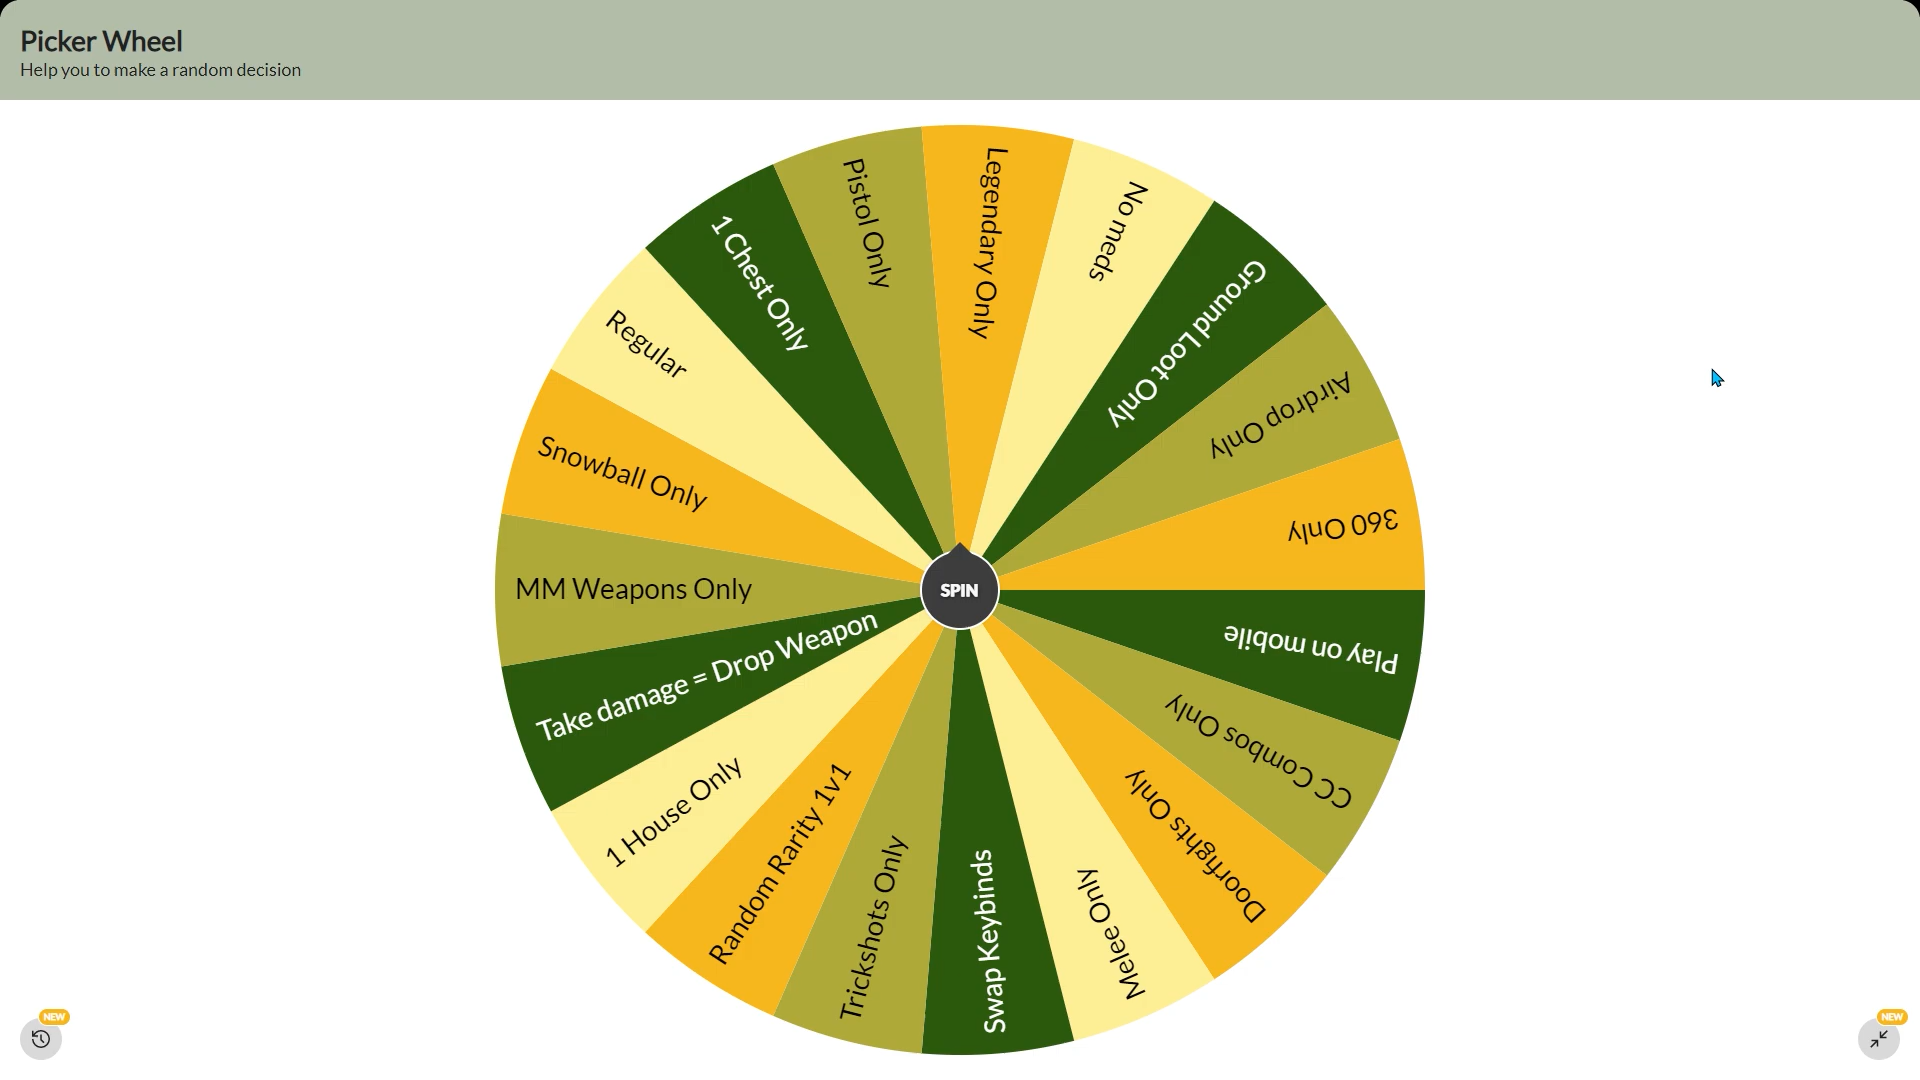 Picker Wheel
Help you to make a random decision
Legendary Only
No meds
Ground Loot Only
Airdrop Only
360 Only
Play on mobile
CC Combos Only
Doorfights Only
Melee Only
Swap Keybinds
Trickshots Only
Random Rarity 1v1
1 House Only
Take damage = Drop Weapon
MM Weapons Only
Snowball Only
Regular
1 Chest Only
Pistol Only
SPIN
NEW
NEW